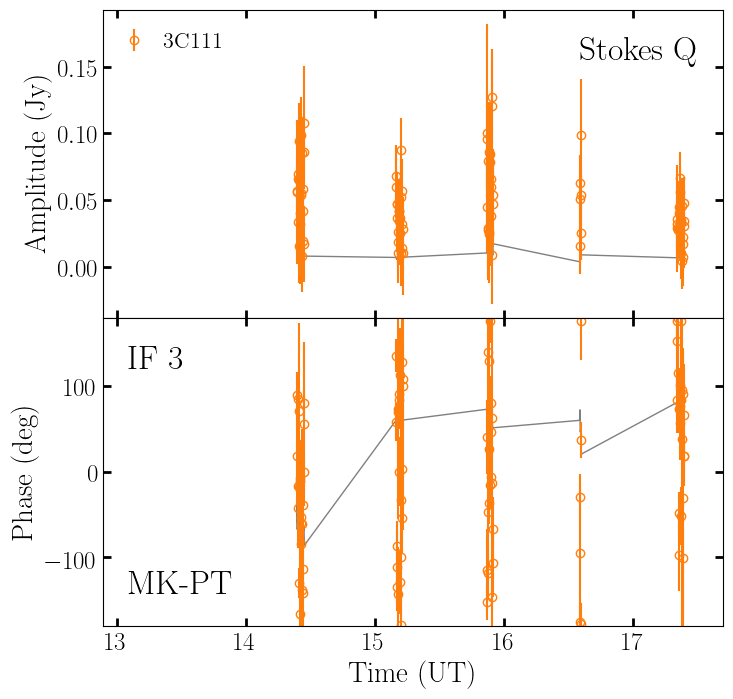 3C111
Stokes Q
Amplitude (Jy)
0.15
0.10
0.05
0.00
IF 3
Phase (deg)
100
0
−100
MK-PT
13 14 15 16 17
Time (UT)